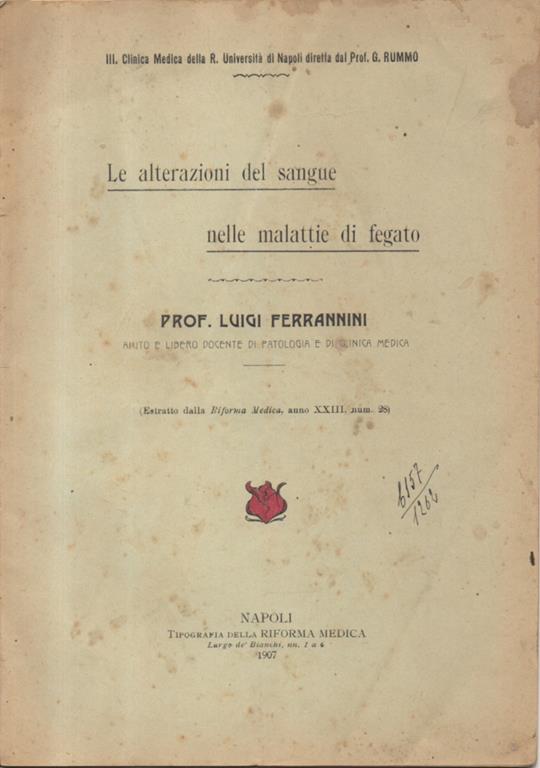 III. Clinica Medica della R. Università di Napoli diretta dal Prof. G. RUMMO
Le alterazioni del sangue
nelle malattie di fegato
PROF. LUIGI FERRANNINI
AIUTO E LIBERO DOCENTE DI PATOLOGIA E DI CLINICA MEDICA
(Estratto dalla Riforma Medica, anno XXIII, num. 28)
6157
1262
NAPOLI
TIPOGRAFIA DELLA RIFORMA MEDICA
Largo de' Bianchi, nn. 1 a 4
1907